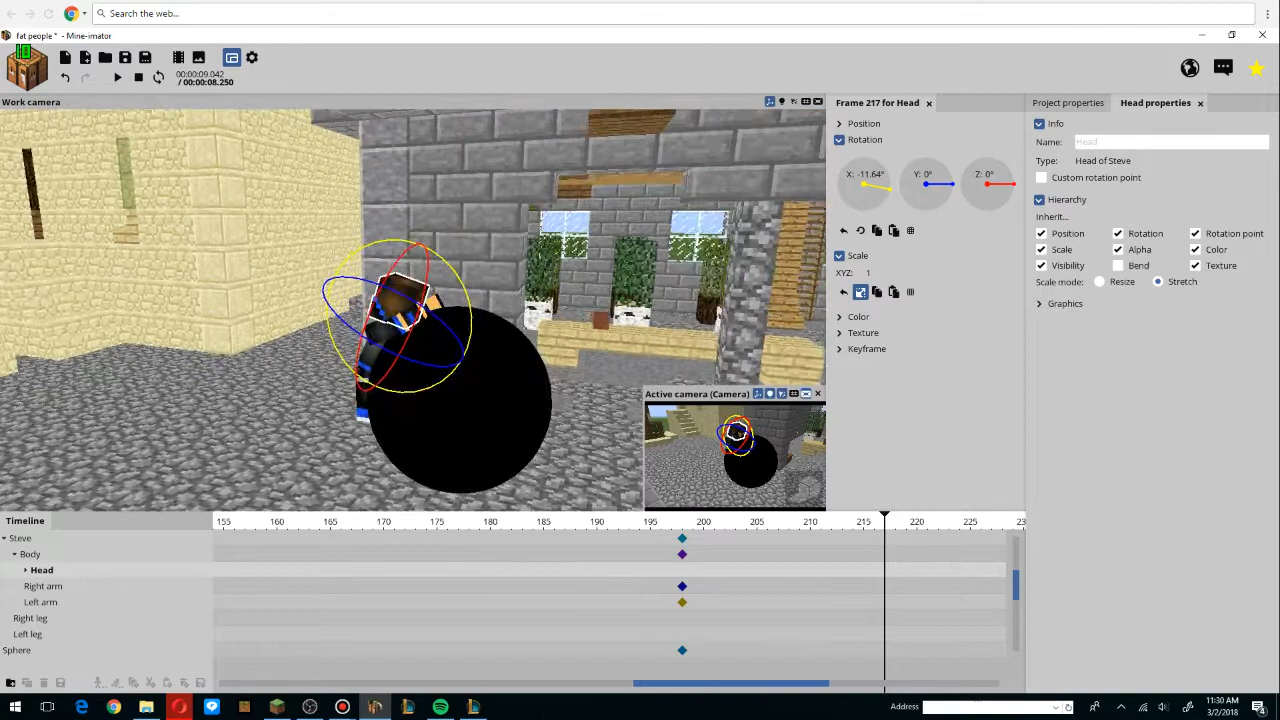 Search the web...
fat people * - Mine-imator
00:00:09.042
/ 00:00:08.250
Work camera
Frame 217 for Head
Position
Rotation
X: -11.64°
Y: 0°
Z: 0°
Scale
XYZ: 1
Color
Texture
Keyframe
Project properties
Head properties
Info
Name: Head
Type: Head of Steve
Custom rotation point
Hierarchy
Inherit...
Position Rotation Rotation point
Scale Alpha Color
Visibility Bend Texture
Scale mode: Resize Stretch
Graphics
Active camera (Camera)
Timeline
155 160 165 170 175 180 185 190 195 200 205 210 215 220 225 23
Steve
Body
Head
Right arm
Left arm
Right leg
Left leg
Sphere
Address
11:30 AM
3/2/2018